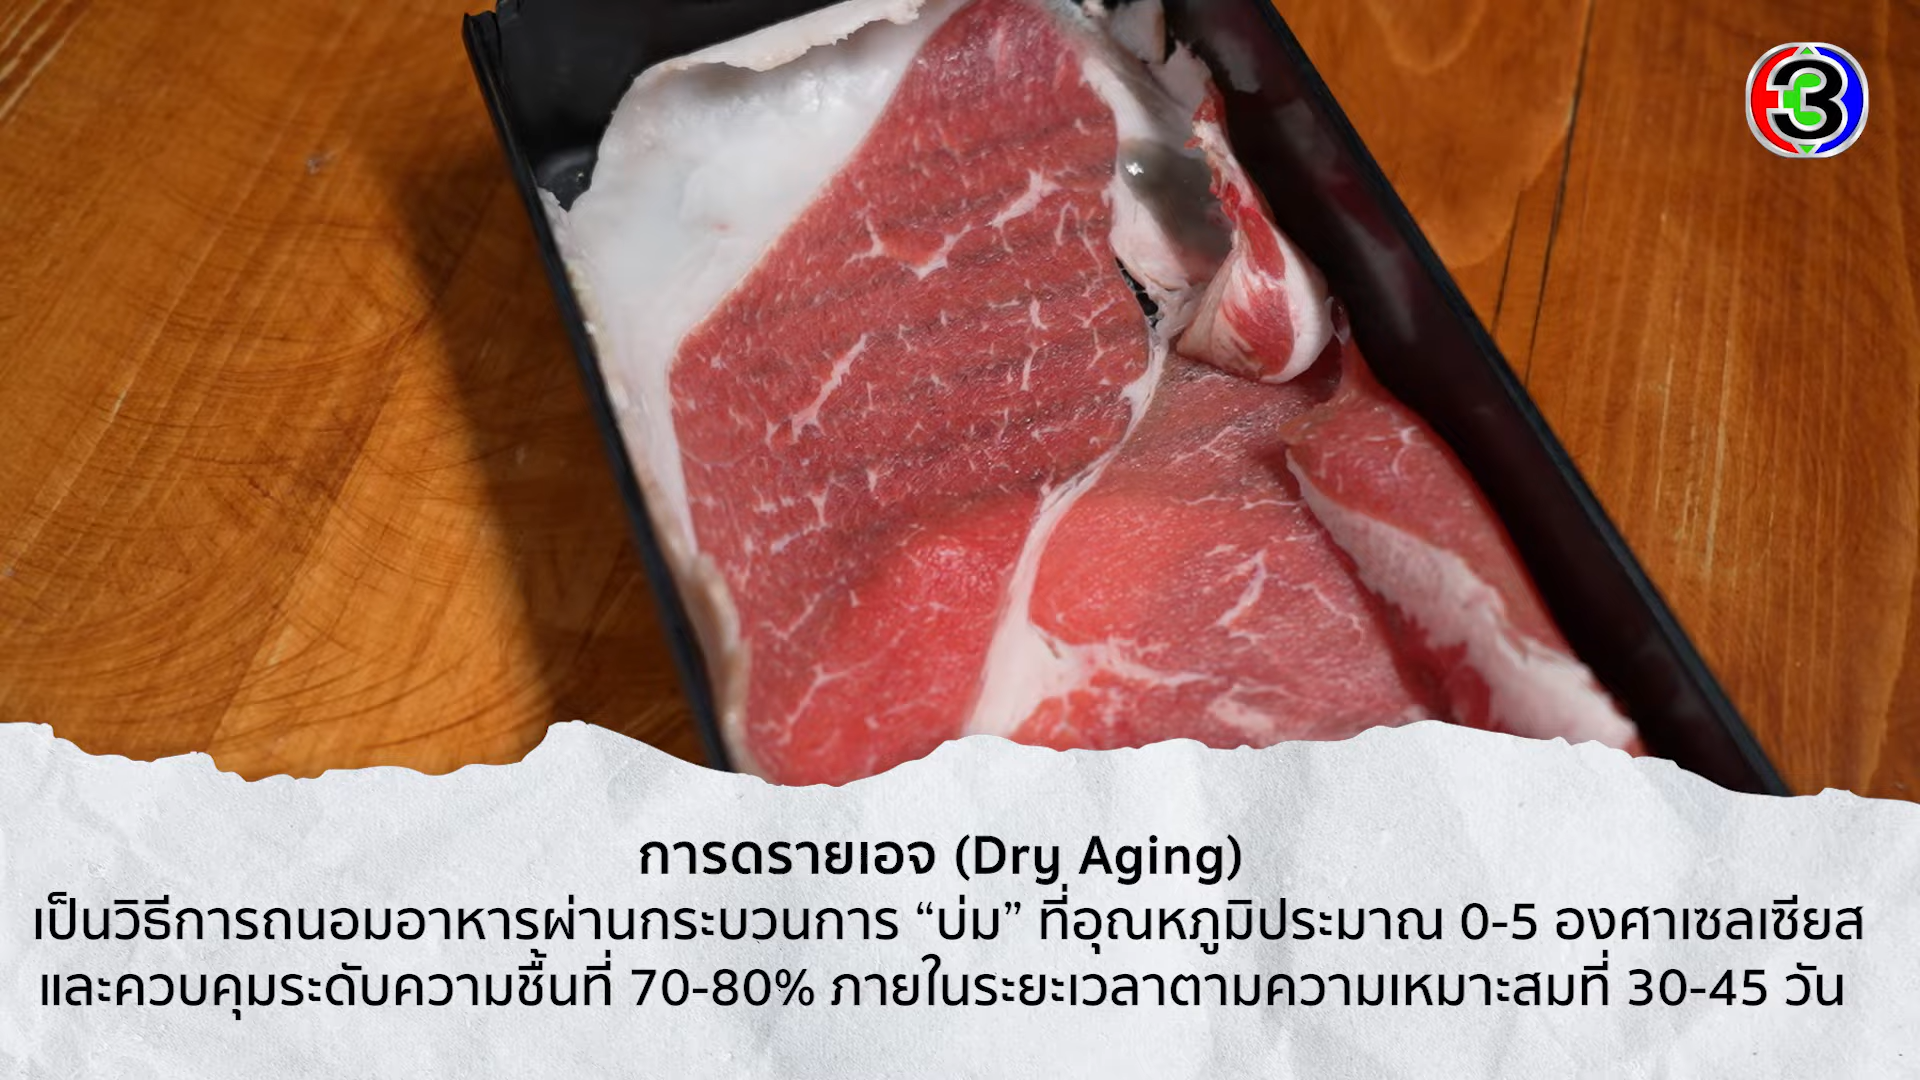 3
การดรายเอจ (Dry Aging)
เป็นวิธีการถนอมอาหารผ่านกระบวนการ “บ่ม” ที่อุณหภูมิประมาณ 0-5 องศาเซลเซียส
และควบคุมระดับความชื้นที่ 70-80% ภายในระยะเวลาตามความเหมาะสมที่ 30-45 วัน